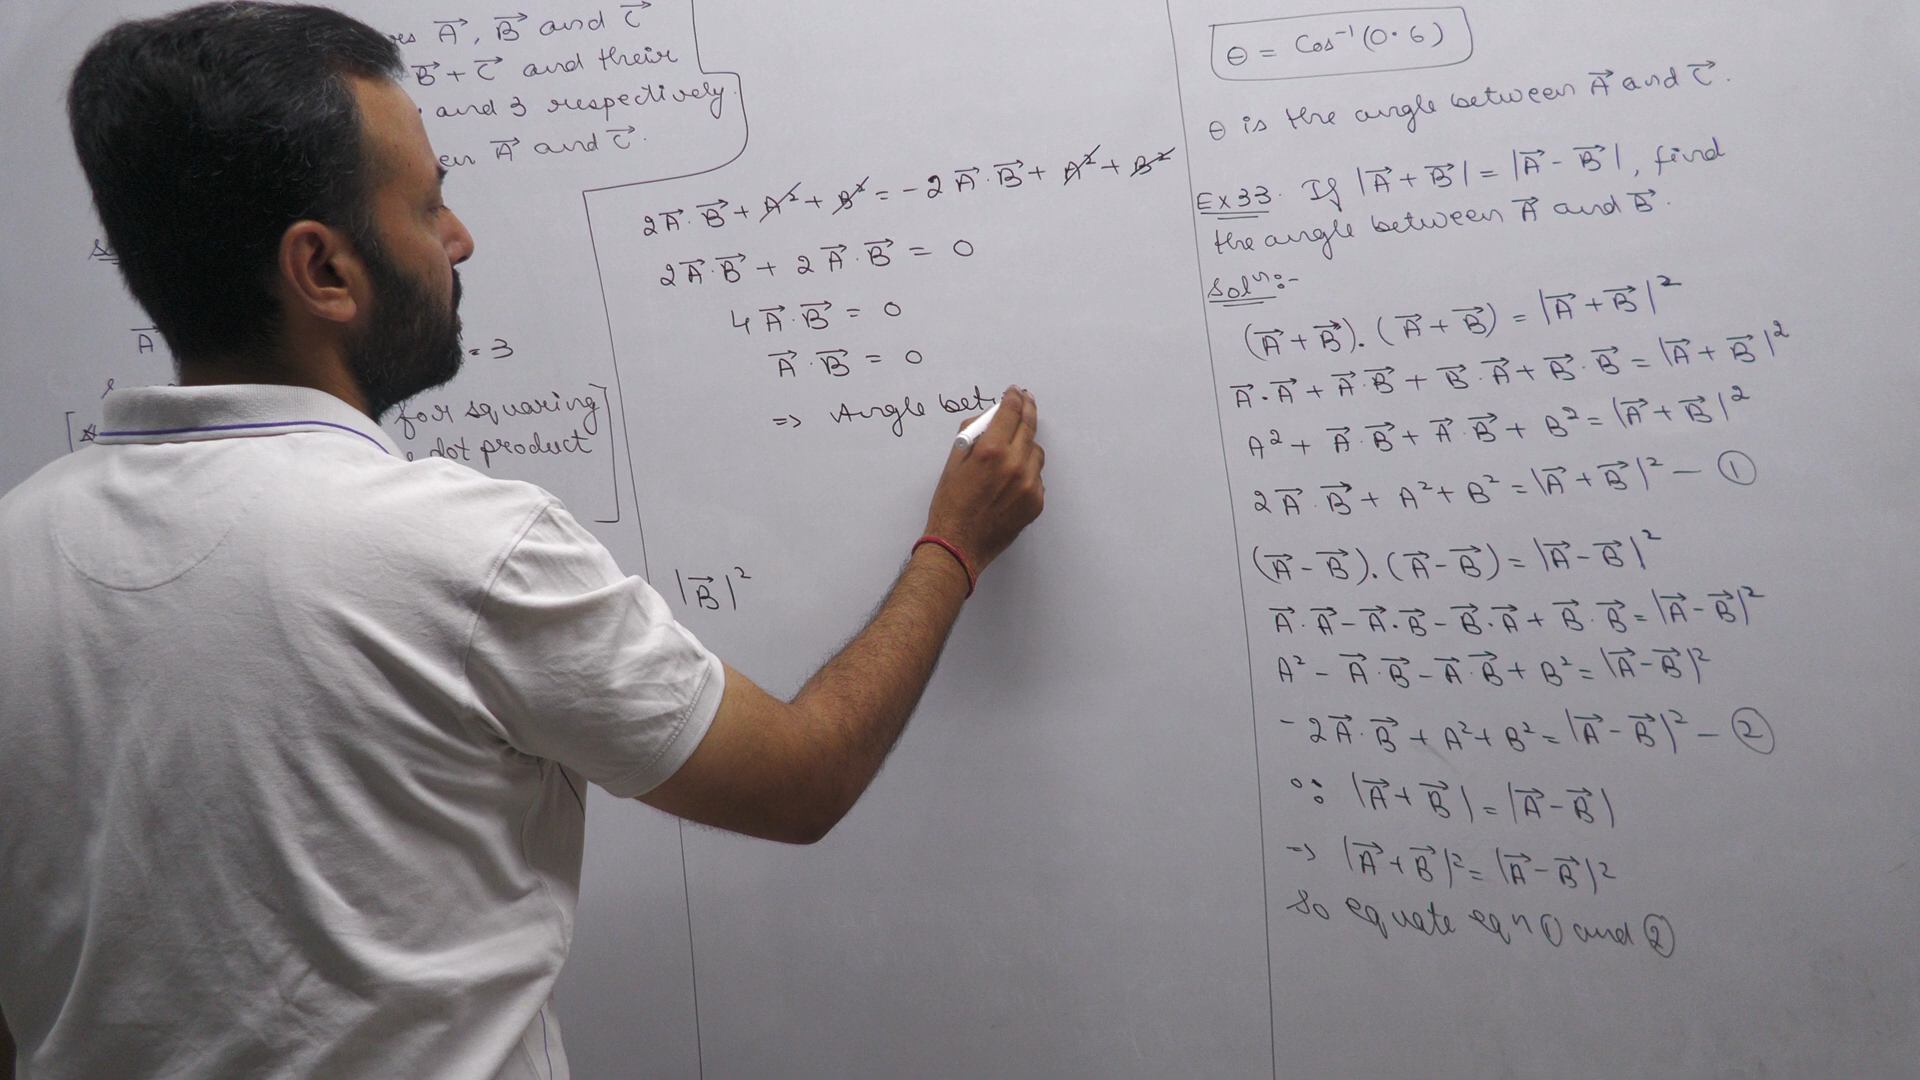 A⃗, B⃗ and C⃗
B⃗ + C⃗ and their
and 3 respectively.
A⃗ and C⃗.
A⃗
= 3
for squaring
dot product
|B⃗|²
2A⃗·B⃗ + A² + B² = -2A⃗·B⃗ + A² + B²
2A⃗·B⃗ + 2A⃗·B⃗ = 0
4A⃗·B⃗ = 0
A⃗·B⃗ = 0
=> Angle bet
θ = Cos⁻¹(0.6)
θ is the angle between A⃗ and C⃗.
Ex 33. If |A⃗ + B⃗| = |A⃗ - B⃗|, find
the angle between A⃗ and B⃗.
Solⁿ:-
(A⃗ + B⃗).(A⃗ + B⃗) = |A⃗ + B⃗|²
A⃗.A⃗ + A⃗.B⃗ + B⃗.A⃗ + B⃗.B⃗ = |A⃗ + B⃗|²
A² + A⃗.B⃗ + A⃗.B⃗ + B² = |A⃗ + B⃗|²
2A⃗.B⃗ + A² + B² = |A⃗ + B⃗|² - ①
(A⃗ - B⃗).(A⃗ - B⃗) = |A⃗ - B⃗|²
A⃗.A⃗ - A⃗.B⃗ - B⃗.A⃗ + B⃗.B⃗ = |A⃗ - B⃗|²
A² - A⃗.B⃗ - A⃗.B⃗ + B² = |A⃗ - B⃗|²
-2A⃗.B⃗ + A² + B² = |A⃗ - B⃗|² - ②
∵ |A⃗ + B⃗| = |A⃗ - B⃗|
=> |A⃗ + B⃗|² = |A⃗ - B⃗|²
So equate eqn ① and ②